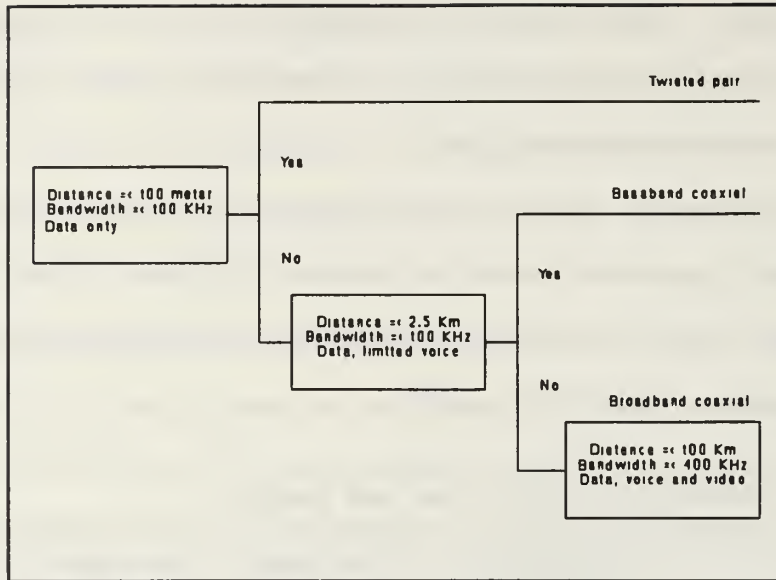 Twisted pair
Yes
Distance =< 100 meter
Bandwidth =< 100 KHz
Data only
Baseband coaxial
No
Yes
Distance =< 2.5 Km
Bandwidth =< 100 KHz
Data, limited voice
No
Broadband coaxial
Distance =< 100 Km
Bandwidth =< 400 KHz
Data, voice and video